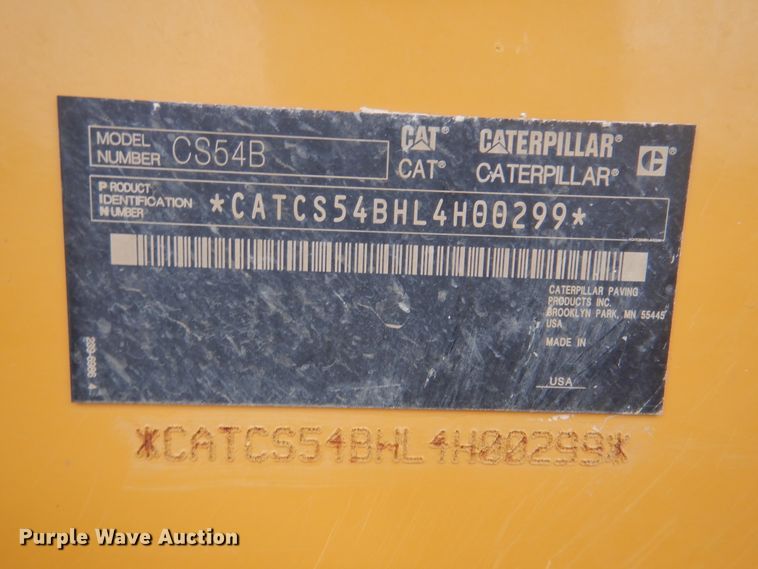 MODEL
NUMBER CS54B
CAT® CATERPILLAR®
CAT® CATERPILLAR®
PRODUCT
IDENTIFICATION
NUMBER *CATCS54BHL4H00299*
CATERPILLAR PAVING
PRODUCTS INC.
BROOKLYN PARK, MN 55445
USA
MADE IN
USA
*CATCS54BHL4H00299*
Purple Wave Auction